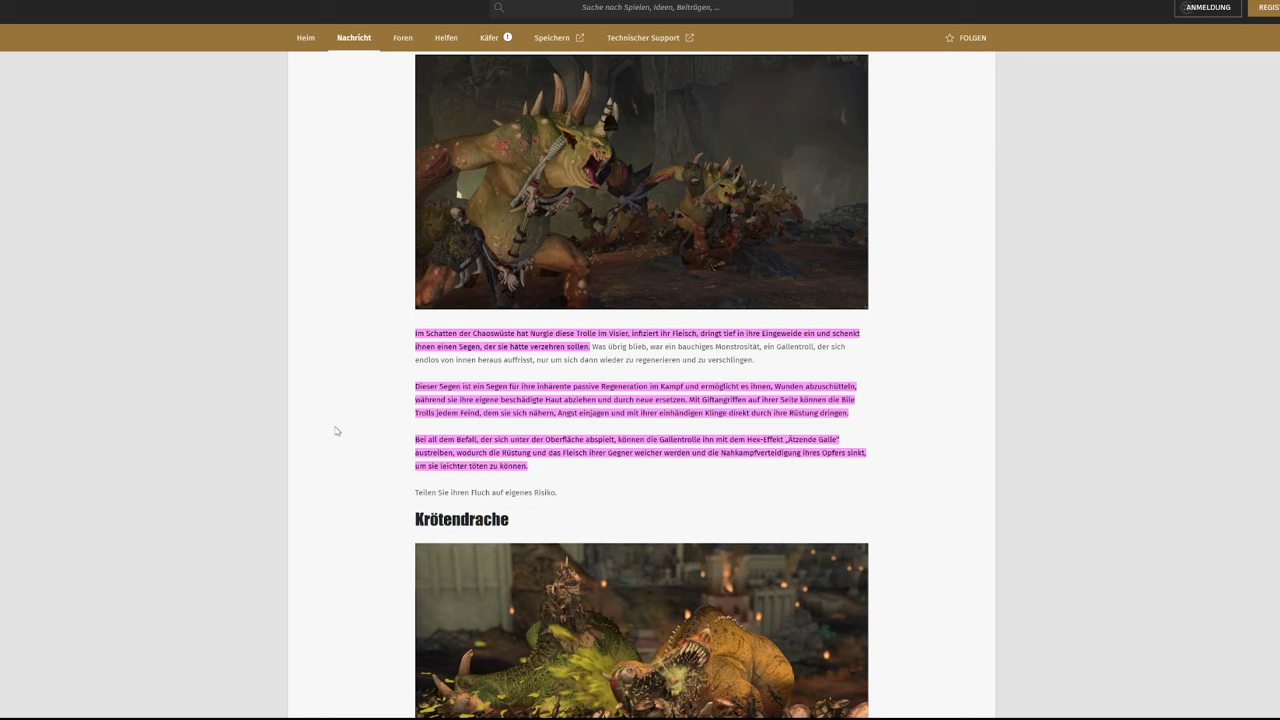 Suche nach Spielen, Ideen, Beiträgen, ...
ANMELDUNG
REGIS
Heim
Nachricht
Foren
Helfen
Käfer
Speichern
Technischer Support
FOLGEN
Im Schatten der Chaoswüste hat Nurgle diese Trolle im Visier, infiziert ihr Fleisch, dringt tief in ihre Eingeweide ein und schenkt
ihnen einen Segen, der sie hätte verzehren sollen. Was übrig blieb, war ein bauchiges Monstrosität, ein Gallentroll, der sich
endlos von innen heraus auffrisst, nur um sich dann wieder zu regenerieren und zu verschlingen.
Dieser Segen ist ein Segen für ihre inhärente passive Regeneration im Kampf und ermöglicht es ihnen, Wunden abzuschütteln,
während sie ihre eigene beschädigte Haut abziehen und durch neue ersetzen. Mit Giftangriffen auf ihrer Seite können die Bile
Trolls jedem Feind, dem sie sich nähern, Angst einjagen und mit ihrer einhändigen Klinge direkt durch ihre Rüstung dringen.
Bei all dem Befall, der sich unter der Oberfläche abspielt, können die Gallentrolle ihn mit dem Hex-Effekt „Ätzende Galle“
austreiben, wodurch die Rüstung und das Fleisch ihrer Gegner weicher werden und die Nahkampfverteidigung ihres Opfers sinkt,
um sie leichter töten zu können.
Teilen Sie ihren Fluch auf eigenes Risiko.
Krötendrache